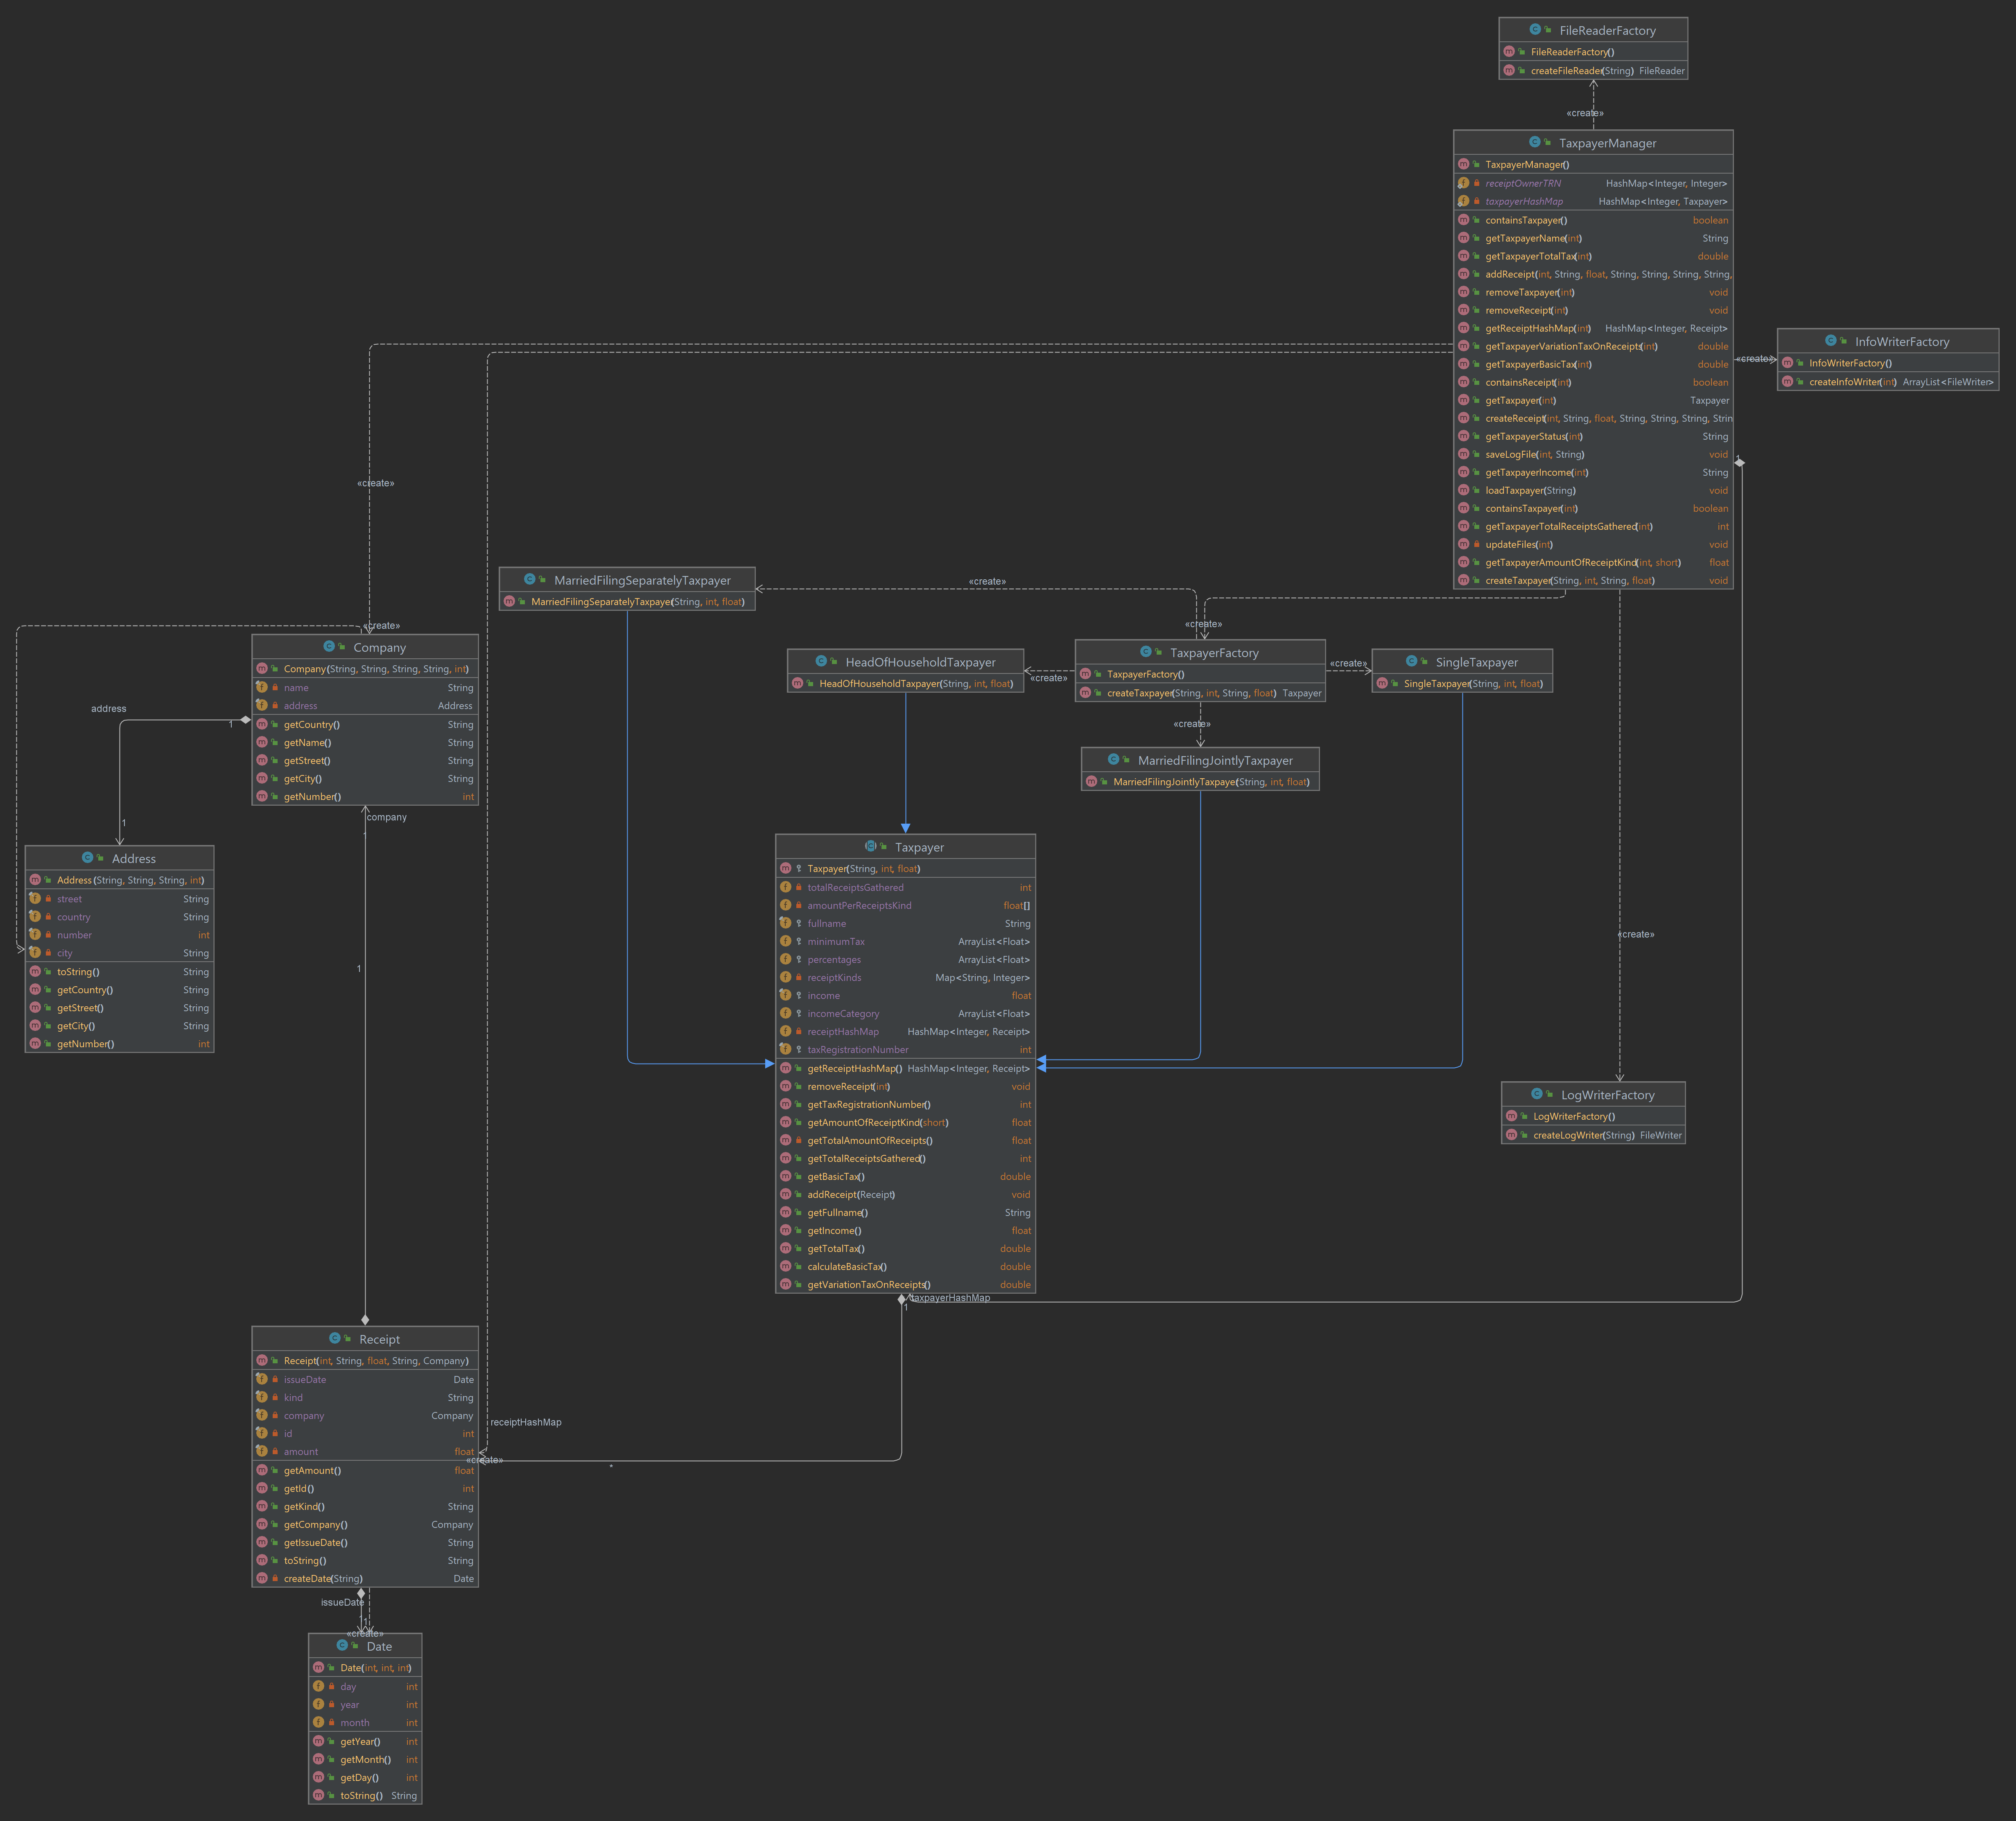 FileReaderFactory
FileReaderFactory()
createFileReader(String) FileReader
«create»
TaxpayerManager
TaxpayerManager()
receiptOwnerTRN HashMap<Integer, Integer>
taxpayerHashMap HashMap<Integer, Taxpayer>
containsTaxpayer() boolean
getTaxpayerName(int) String
getTaxpayerTotalTax(int) double
addReceipt(int, String, float, String, String, String, String,
removeTaxpayer(int) void
removeReceipt(int) void
getReceiptHashMap(int) HashMap<Integer, Receipt>
getTaxpayerVariationTaxOnReceipts(int) double
getTaxpayerBasicTax(int) double
containsReceipt(int) boolean
getTaxpayer(int) Taxpayer
createReceipt(int, String, float, String, String, String, Strin
getTaxpayerStatus(int) String
saveLogFile(int, String) void
getTaxpayerIncome(int) String
loadTaxpayer(String) void
containsTaxpayer(int) boolean
getTaxpayerTotalReceiptsGathered(int) int
updateFiles(int) void
getTaxpayerAmountOfReceiptKind(int, short) float
createTaxpayer(String, int, String, float) void
1
«create»
InfoWriterFactory
InfoWriterFactory()
createInfoWriter(int) ArrayList<FileWriter>
«create»
MarriedFilingSeparatelyTaxpayer
MarriedFilingSeparatelyTaxpayer(String, int, float)
«create»
«create»
HeadOfHouseholdTaxpayer
HeadOfHouseholdTaxpayer(String, int, float)
«create»
TaxpayerFactory
TaxpayerFactory()
createTaxpayer(String, int, String, float) Taxpayer
«create»
SingleTaxpayer
SingleTaxpayer(String, int, float)
«create»
MarriedFilingJointlyTaxpayer
MarriedFilingJointlyTaxpayer(String, int, float)
«create»
Company
Company(String, String, String, String, int)
name String
address Address
getCountry() String
getName() String
getStreet() String
getCity() String
getNumber() int
address
1
1
company
1
Address
Address(String, String, String, int)
street String
country String
number int
city String
toString() String
getCountry() String
getStreet() String
getCity() String
getNumber() int
Taxpayer
Taxpayer(String, int, float)
totalReceiptsGathered int
amountPerReceiptsKind float[]
fullname String
minimumTax ArrayList<Float>
percentages ArrayList<Float>
receiptKinds Map<String, Integer>
income float
incomeCategory ArrayList<Float>
receiptHashMap HashMap<Integer, Receipt>
taxRegistrationNumber int
getReceiptHashMap() HashMap<Integer, Receipt>
removeReceipt(int) void
getTaxRegistrationNumber() int
getAmountOfReceiptKind(short) float
getTotalAmountOfReceipts() float
getTotalReceiptsGathered() int
getBasicTax() double
addReceipt(Receipt) void
getFullname() String
getIncome() float
getTotalTax() double
calculateBasicTax() double
getVariationTaxOnReceipts() double
taxpayerHashMap
1
«create»
LogWriterFactory
LogWriterFactory()
createLogWriter(String) FileWriter
Receipt
Receipt(int, String, float, String, Company)
issueDate Date
kind String
company Company
id int
amount float
getAmount() float
getId() int
getKind() String
getCompany() Company
getIssueDate() String
toString() String
createDate(String) Date
receiptHashMap
«create»
*
issueDate
1
«create»
Date
Date(int, int, int)
day int
year int
month int
getYear() int
getMonth() int
getDay() int
toString() String